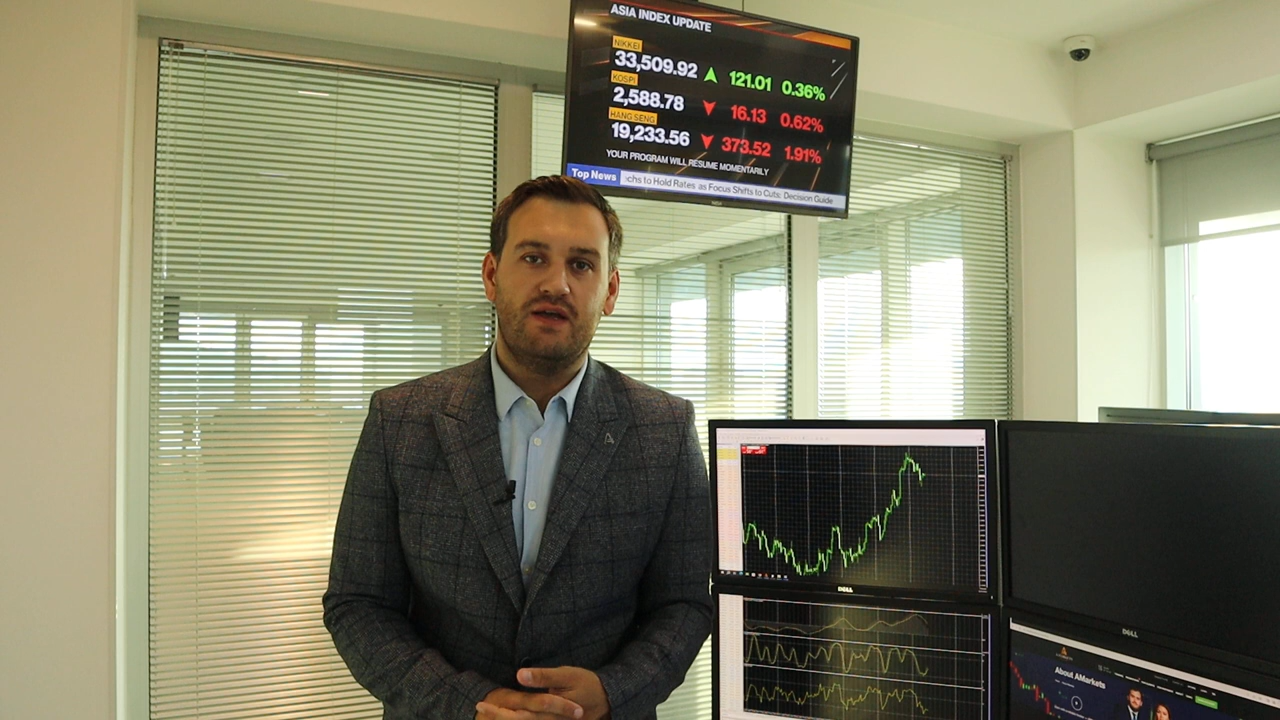 ASIA INDEX UPDATE
NIKKEI
33,509.92 121.01 0.36%
KOSPI
2,588.78 16.13 0.62%
HANG SENG
19,233.56 373.52 1.91%
YOUR PROGRAM WILL RESUME MOMENTARILY
Top News chs to Hold Rates as Focus Shifts to Cuts: Decision Guide
DELL
DELL
About AMarkets